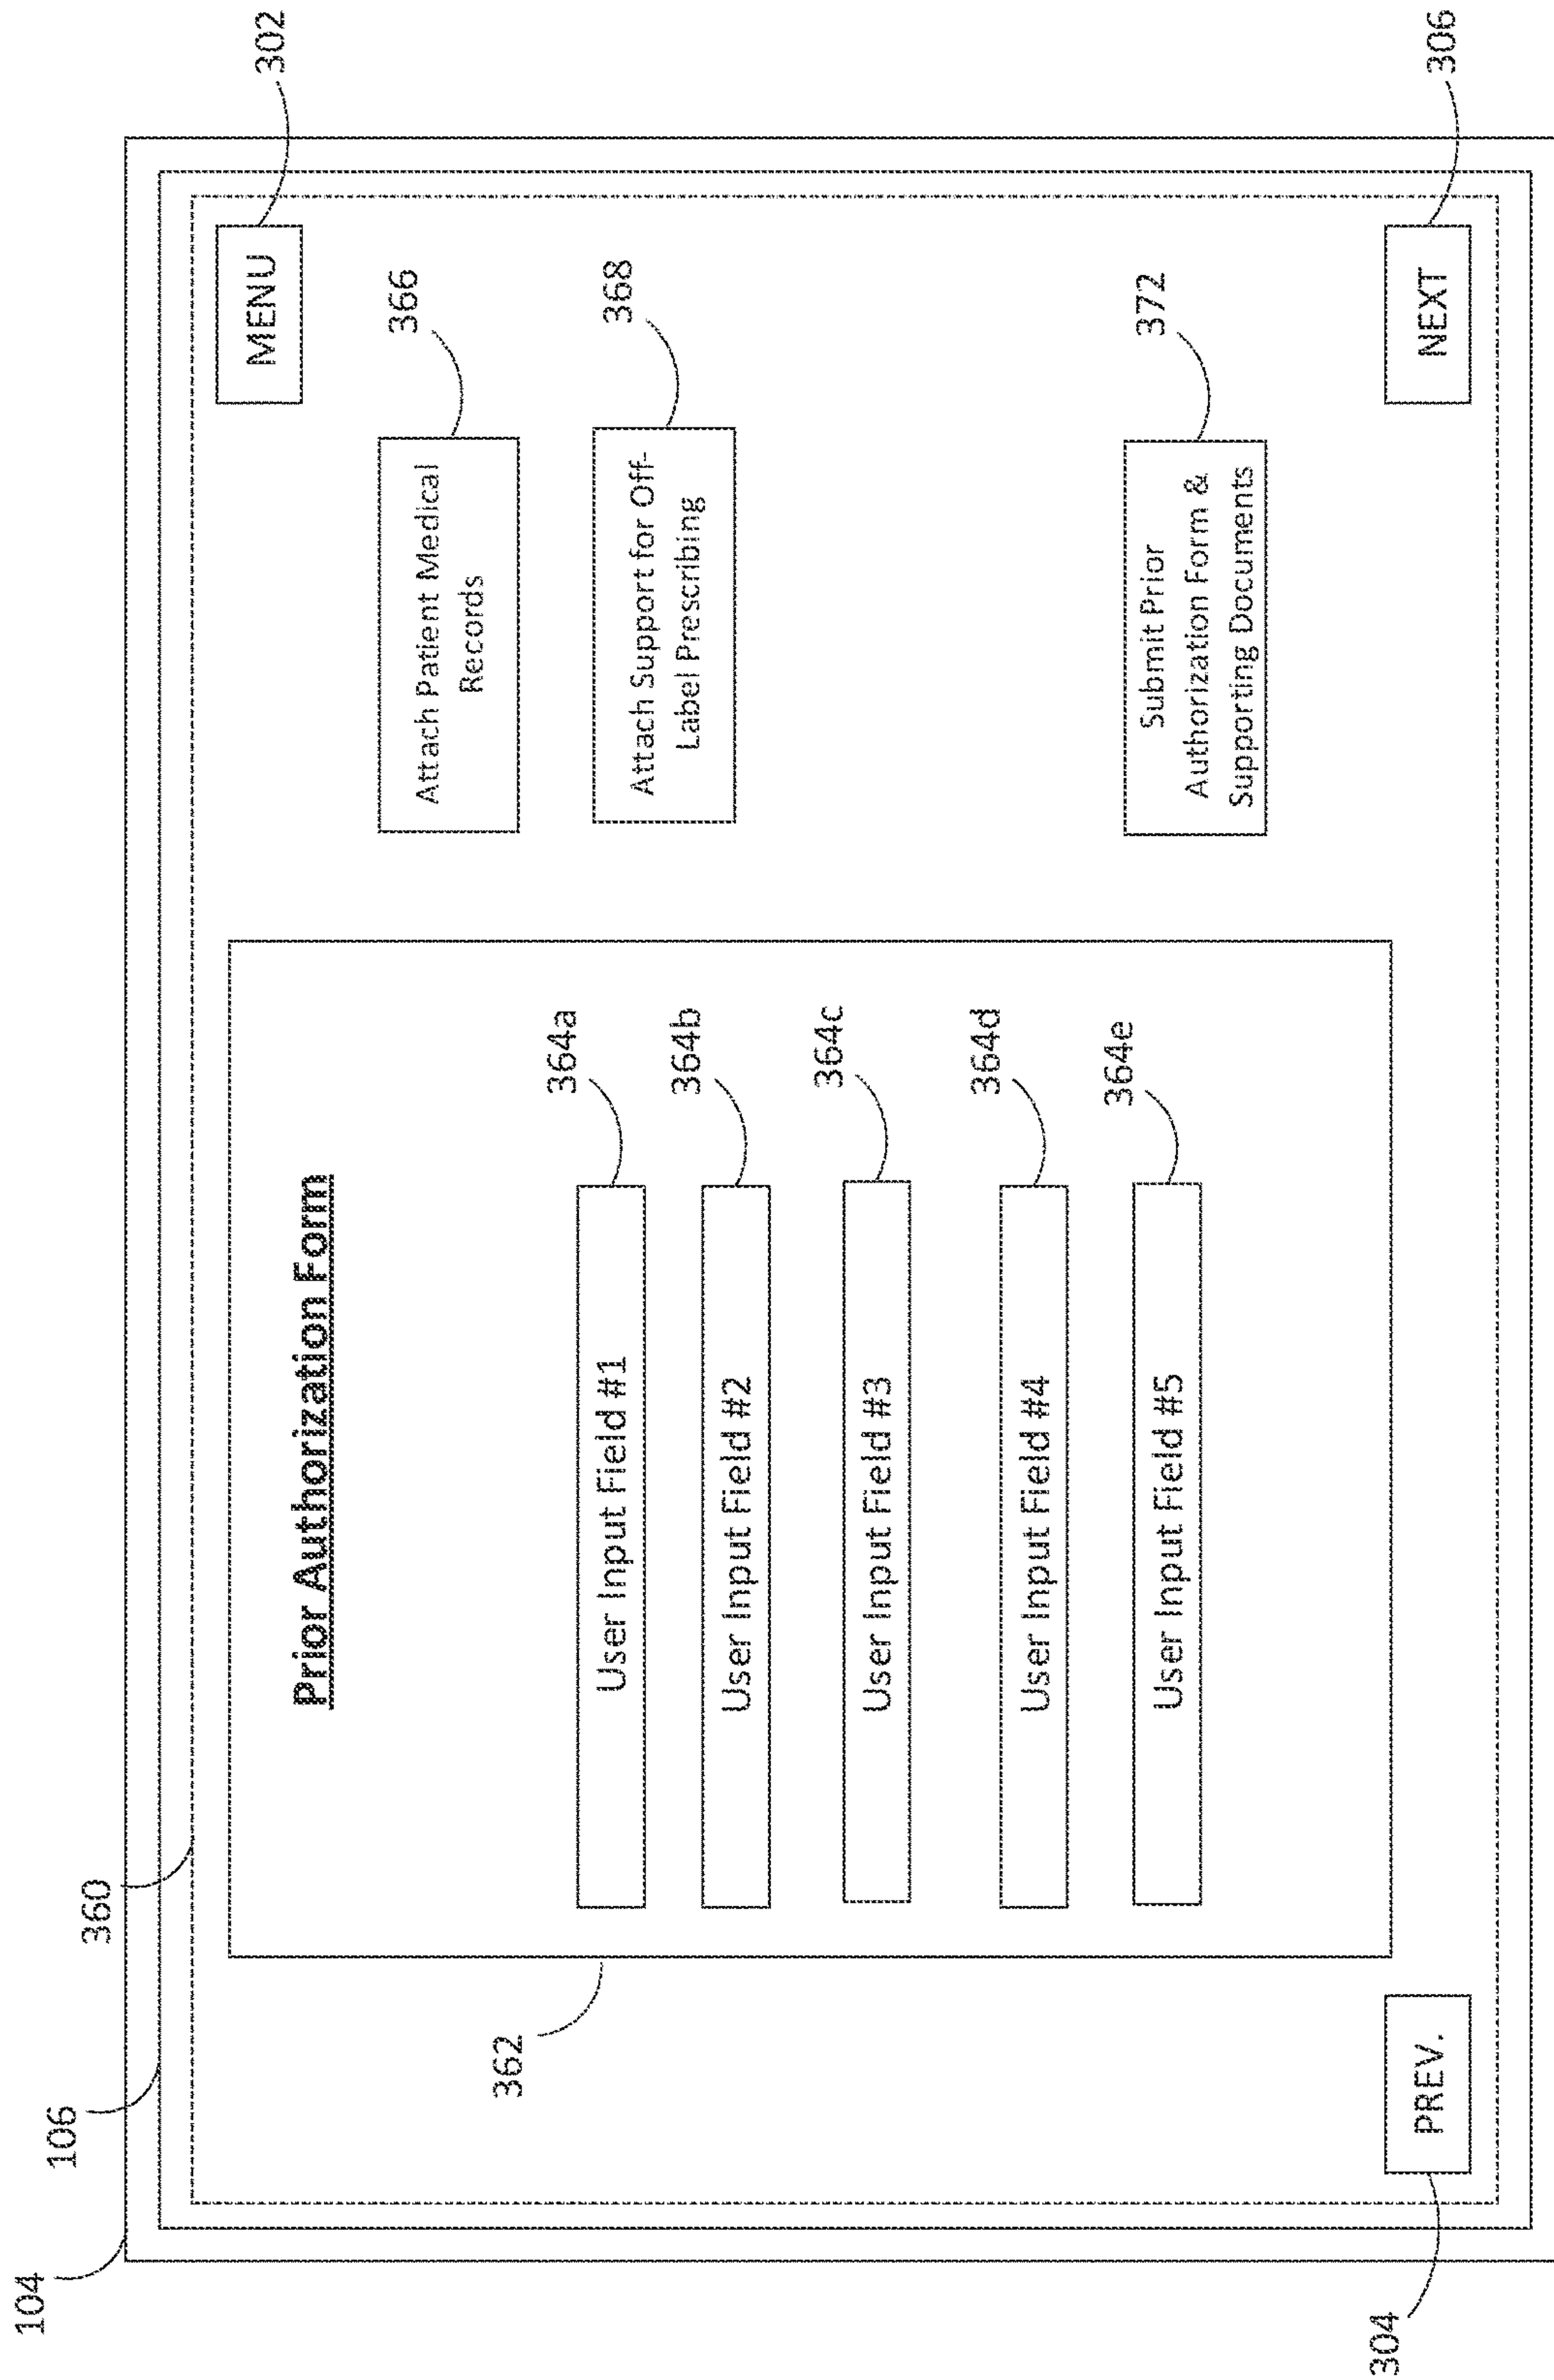 104
106
360
302
MENU
362
Prior Authorization Form
User Input Field #1
364a
User Input Field #2
364b
User Input Field #3
364c
User Input Field #4
364d
User Input Field #5
364e
366
Attach Patient Medical
Records
368
Attach Support for Off-
Label Prescribing
372
Submit Prior
Authorization Form &
Supporting Documents
304
PREV.
NEXT
306